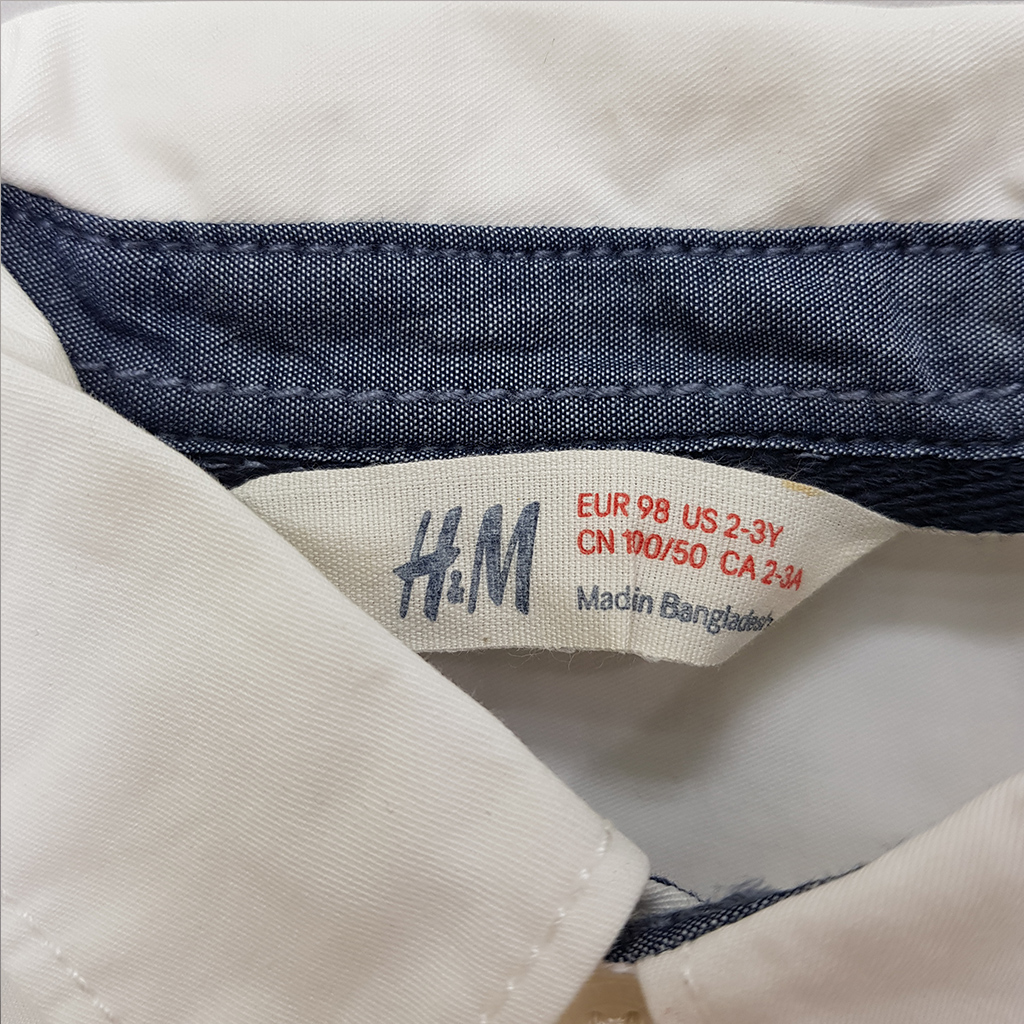 H&M
EUR 98 US 2-3Y
CN 100/50 CA 2-3A
Madin Bangladesh